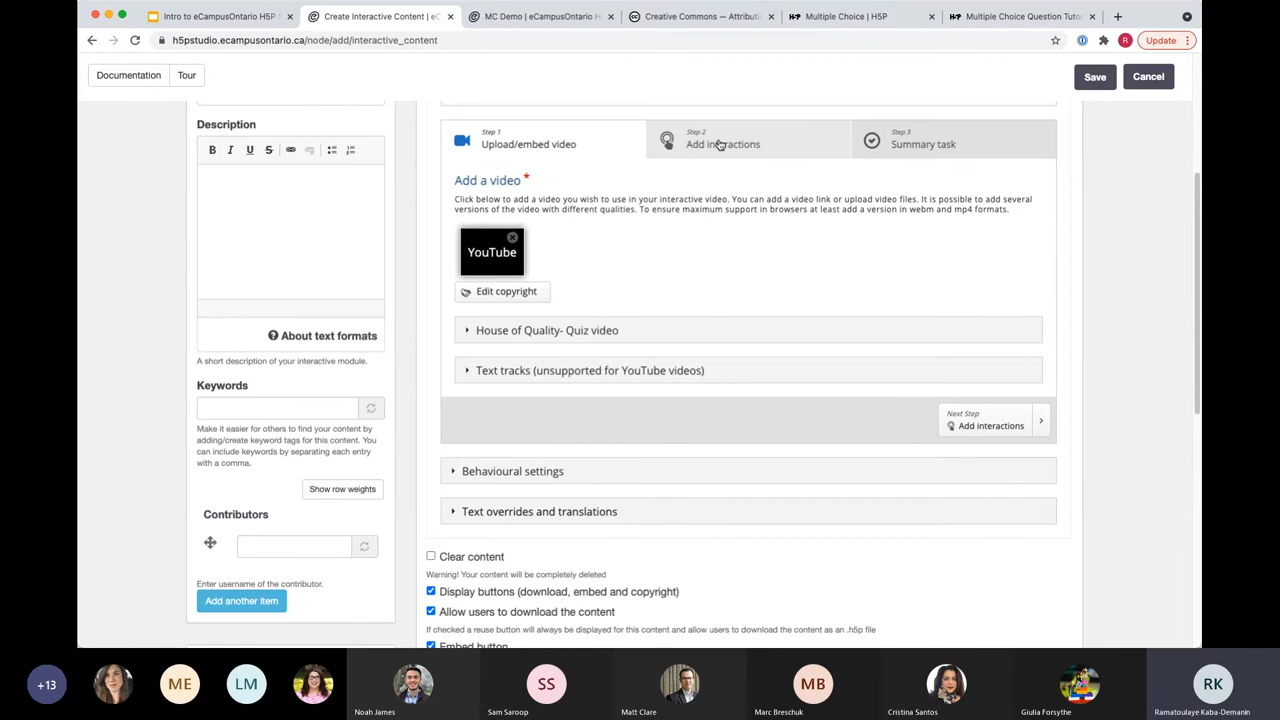 Intro to eCampusOntario H5P S
Create Interactive Content | eC
MC Demo | eCampusOntario H
Creative Commons — Attributi
H-P Multiple Choice | H5P
H-P Multiple Choice Question Tuto
h5pstudio.ecampusontario.ca/node/add/interactive_content
R
Update
Documentation
Tour
Save
Cancel
Description
B I U S
About text formats
A short description of your interactive module.
Keywords
Make it easier for others to find your content by
adding/create keyword tags for this content. You
can include keywords by separating each entry
with a comma.
Show row weights
Contributors
Enter username of the contributor.
Add another item
Step 1
Upload/embed video
Step 2
Add interactions
Step 3
Summary task
Add a video *
Click below to add a video you wish to use in your interactive video. You can add a video link or upload video files. It is possible to add several
versions of the video with different qualities. To ensure maximum support in browsers at least add a version in webm and mp4 formats.
YouTube
Edit copyright
House of Quality- Quiz video
Text tracks (unsupported for YouTube videos)
Next Step
Add interactions
Behavioural settings
Text overrides and translations
Clear content
Warning! Your content will be completely deleted
Display buttons (download, embed and copyright)
Allow users to download the content
If checked a reuse button will always be displayed for this content and allow users to download the content as an .h5p file
Embed button
+13
ME
LM
Noah James
SS
Sam Saroop
Matt Clare
MB
Marc Breschuk
Cristina Santos
Giulia Forsythe
RK
Ramatoulaye Kaba-Demanin